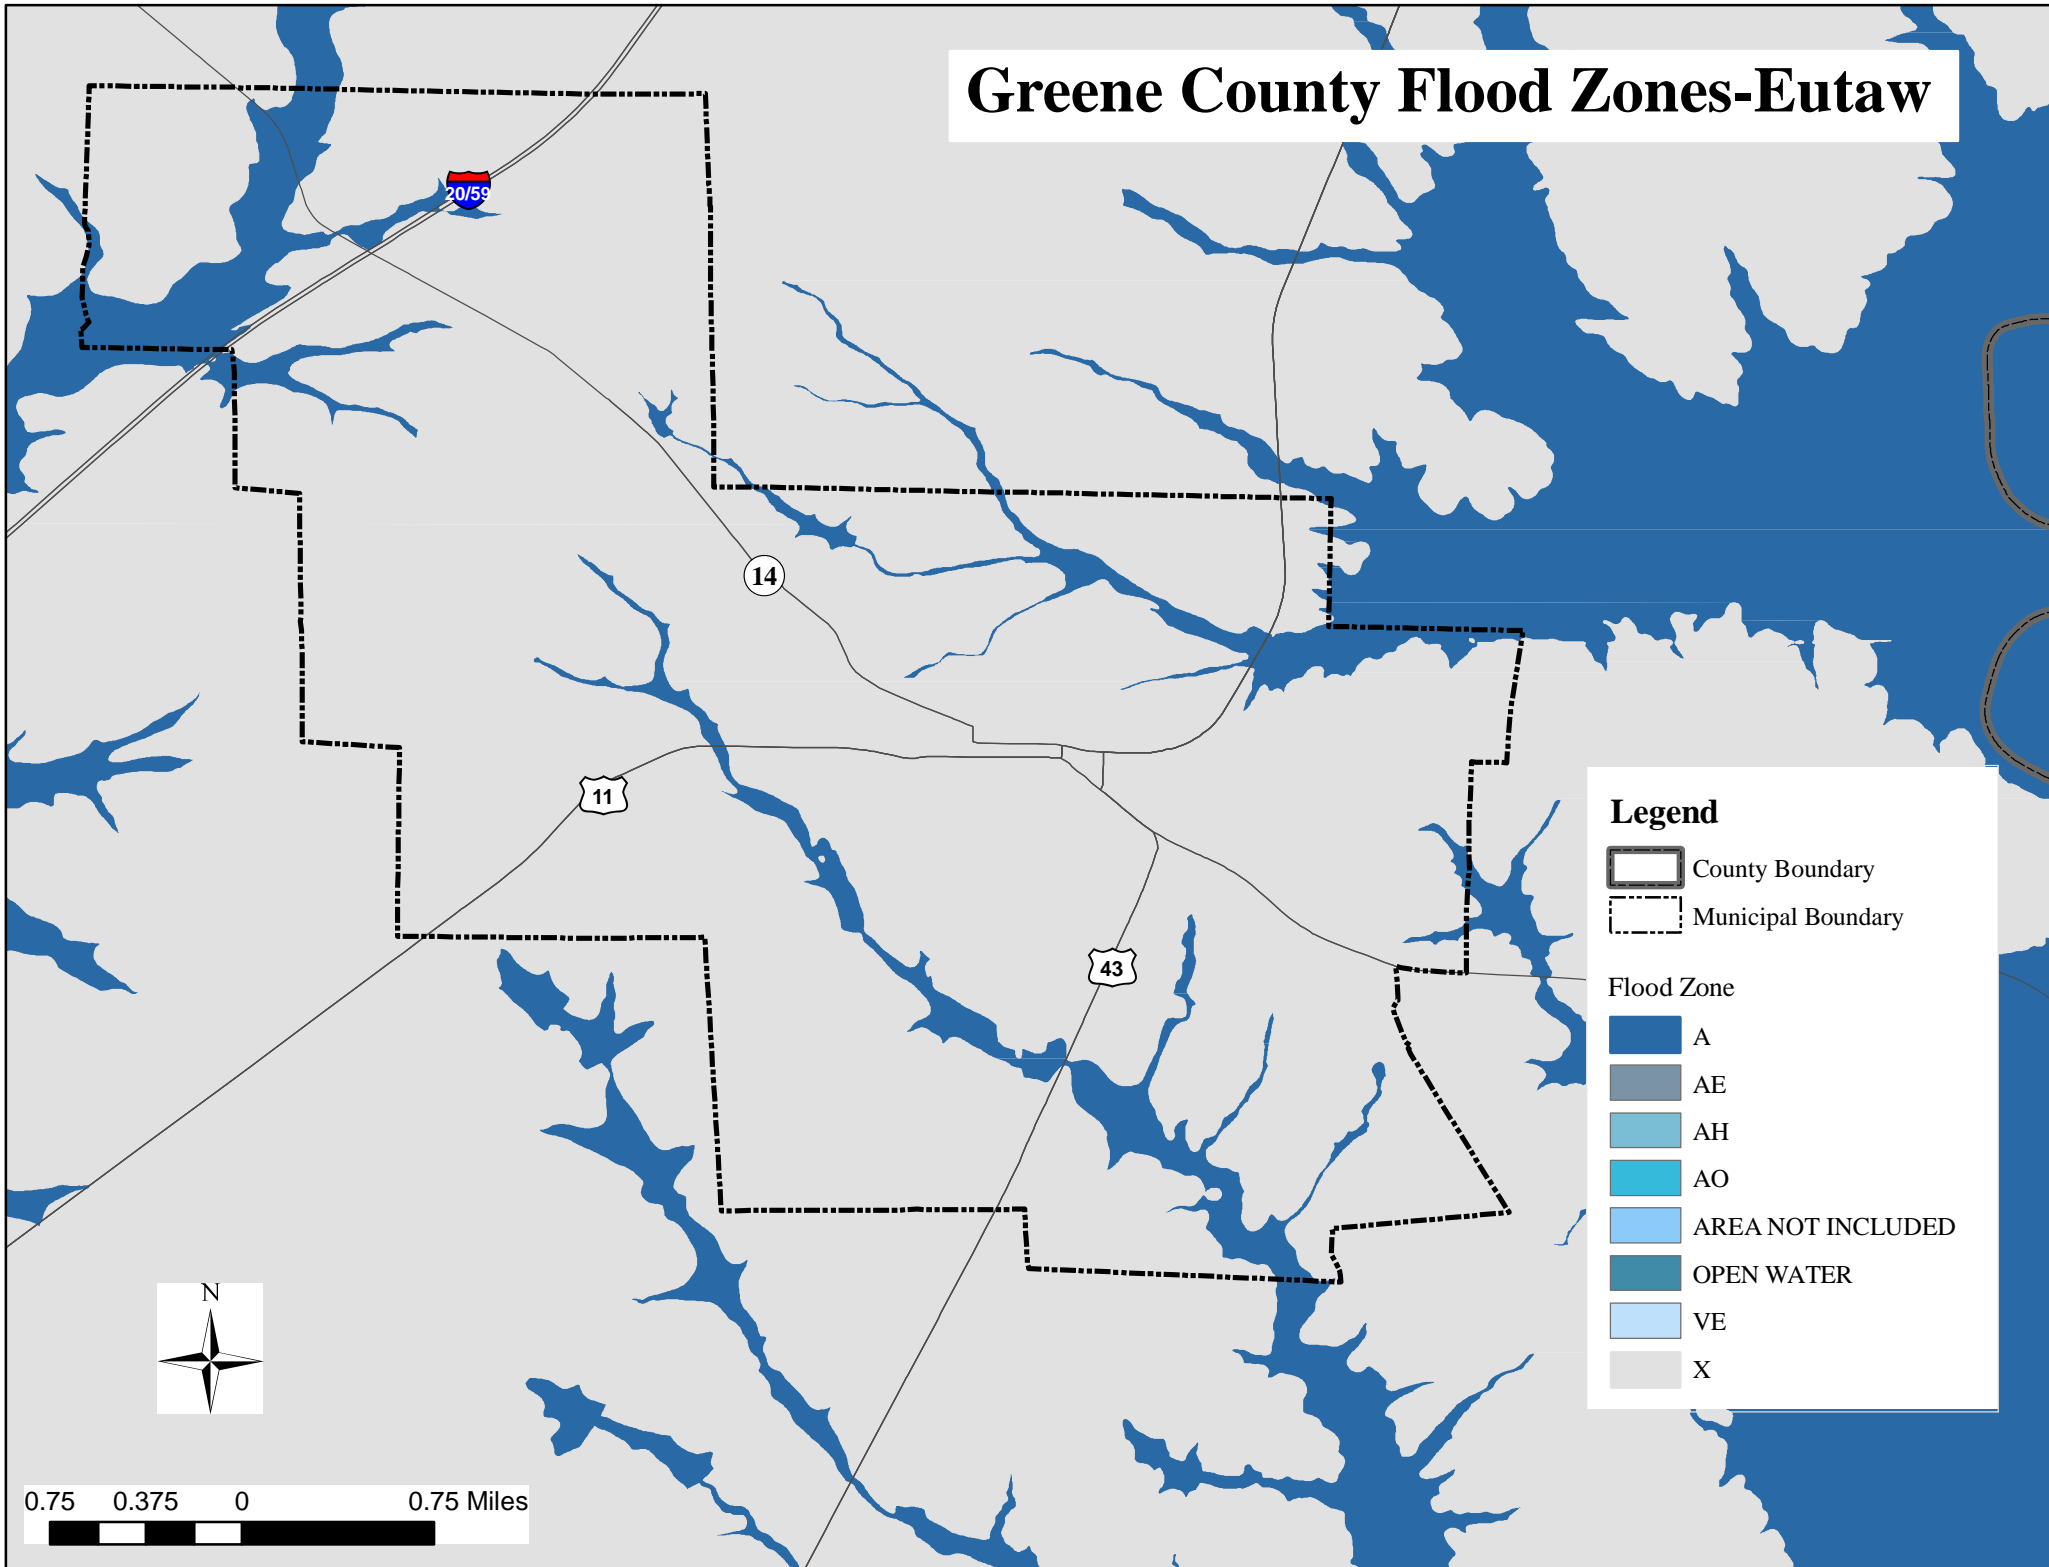 Greene County Flood Zones-Eutaw
20/59
14
11
43
Legend
County Boundary
Municipal Boundary
Flood Zone
A
AE
AH
AO
AREA NOT INCLUDED
OPEN WATER
VE
X
N
0.75 0.375 0 0.75 Miles